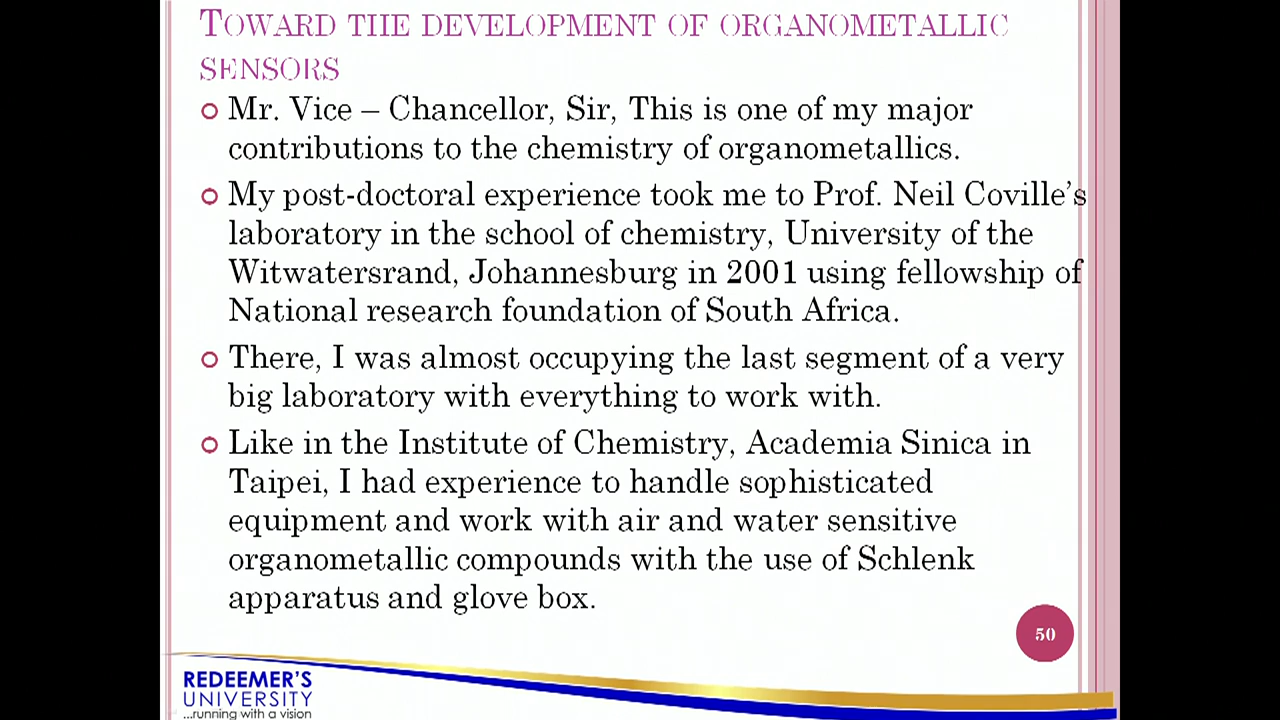 TOWARD THE DEVELOPMENT OF ORGANOMETALLIC
SENSORS
Mr. Vice – Chancellor, Sir, This is one of my major
contributions to the chemistry of organometallics.
My post-doctoral experience took me to Prof. Neil Coville's
laboratory in the school of chemistry, University of the
Witwatersrand, Johannesburg in 2001 using fellowship of
National research foundation of South Africa.
There, I was almost occupying the last segment of a very
big laboratory with everything to work with.
Like in the Institute of Chemistry, Academia Sinica in
Taipei, I had experience to handle sophisticated
equipment and work with air and water sensitive
organometallic compounds with the use of Schlenk
apparatus and glove box.
50
REDEEMER'S
UNIVERSITY
...running with a vision